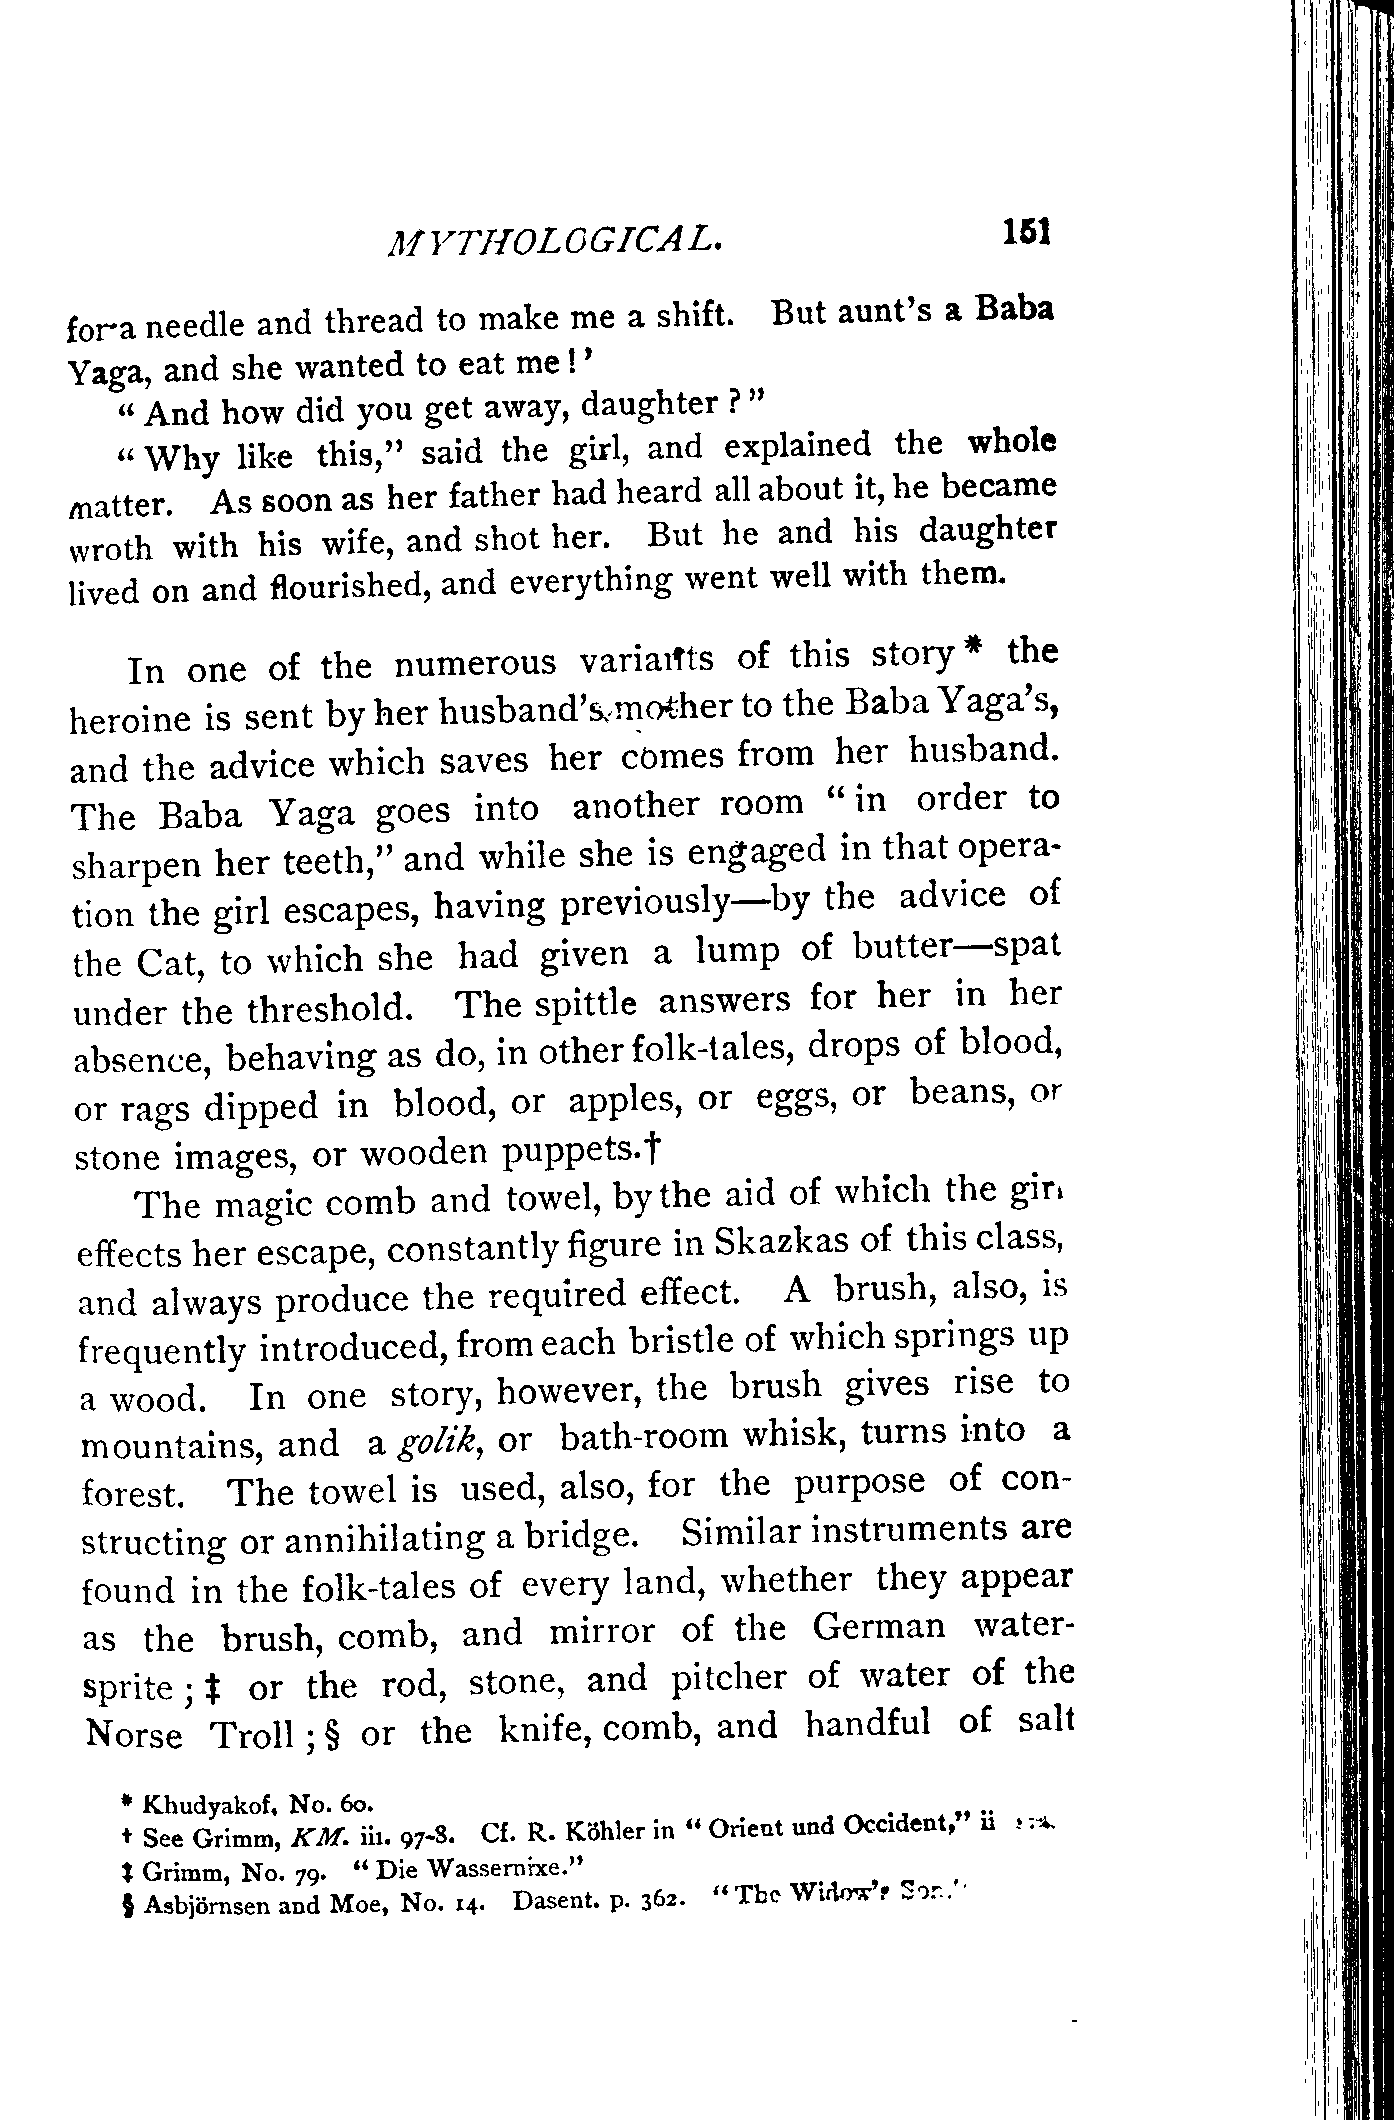 MYTHOLOGICAL. 151
for a needle and thread to make me a shift. But aunt's a Baba
Yaga, and she wanted to eat me!'
"And how did you get away, daughter?"
"Why like this," said the girl, and explained the whole
matter. As soon as her father had heard all about it, he became
wroth with his wife, and shot her. But he and his daughter
lived on and flourished, and everything went well with them.
In one of the numerous variants of this story * the
heroine is sent by her husband's mother to the Baba Yaga's,
and the advice which saves her comes from her husband.
The Baba Yaga goes into another room "in order to
sharpen her teeth," and while she is engaged in that opera-
tion the girl escapes, having previously—by the advice of
the Cat, to which she had given a lump of butter—spat
under the threshold. The spittle answers for her in her
absence, behaving as do, in other folk-tales, drops of blood,
or rags dipped in blood, or apples, or eggs, or beans, or
stone images, or wooden puppets.†
The magic comb and towel, by the aid of which the girl
effects her escape, constantly figure in Skazkas of this class,
and always produce the required effect. A brush, also, is
frequently introduced, from each bristle of which springs up
a wood. In one story, however, the brush gives rise to
mountains, and a golik, or bath-room whisk, turns into a
forest. The towel is used, also, for the purpose of con-
structing or annihilating a bridge. Similar instruments are
found in the folk-tales of every land, whether they appear
as the brush, comb, and mirror of the German water-
sprite; ‡ or the rod, stone, and pitcher of water of the
Norse Troll; § or the knife, comb, and handful of salt
* Khudyakof, No. 60.
† See Grimm, KM. iii. 97-8. Cf. R. Köhler in "Orient und Occident," ii
‡ Grimm, No. 79. "Die Wassernixe."
§ Asbjörnsen and Moe, No. 14. Dasent. p. 362. "The Widow's Son."